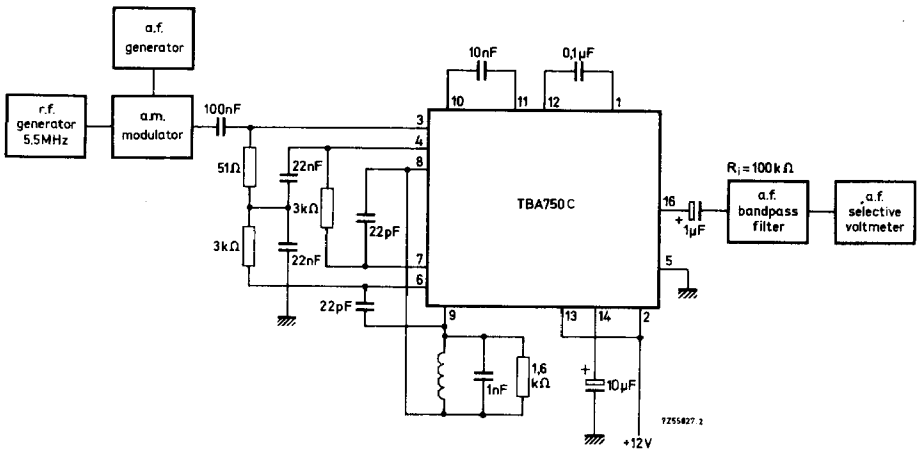 a.f.
generator
r.f.
generator
5,5MHz
a.m.
modulator
100nF
10nF
0,1µF
10
11
12
1
3
4
8
51Ω
22nF
3kΩ
22pF
3kΩ
22nF
7
6
22pF
TBA750C
16
+
1µF
Ri=100kΩ
a.f.
bandpass
filter
a.f.
selective
voltmeter
5
9
13
14
2
1nF
1,6
kΩ
+
10µF
7Z55827.2
+12V